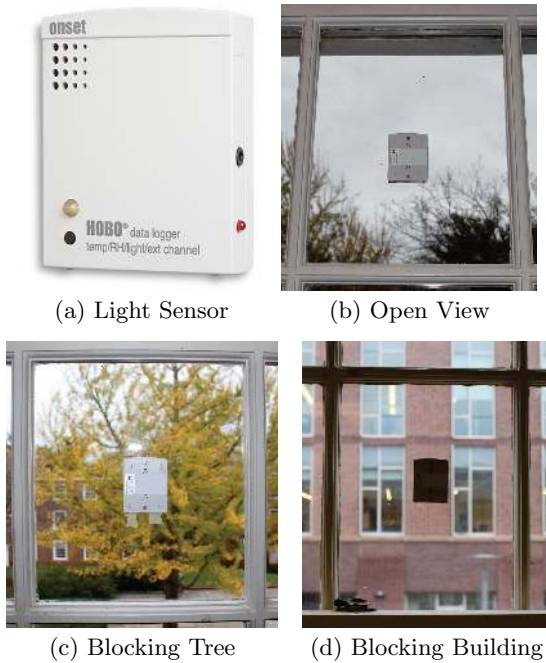 onset
HOBO® data logger
temp/RH/light/ext channel
(a) Light Sensor
(b) Open View
(c) Blocking Tree
(d) Blocking Building